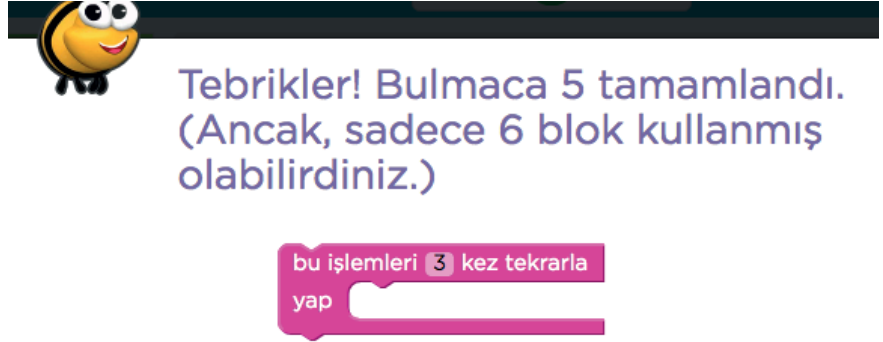 Tebrikler! Bulmaca 5 tamamlandı.
(Ancak, sadece 6 blok kullanmış
olabilirdiniz.)
bu işlemleri 3 kez tekrarla
yap